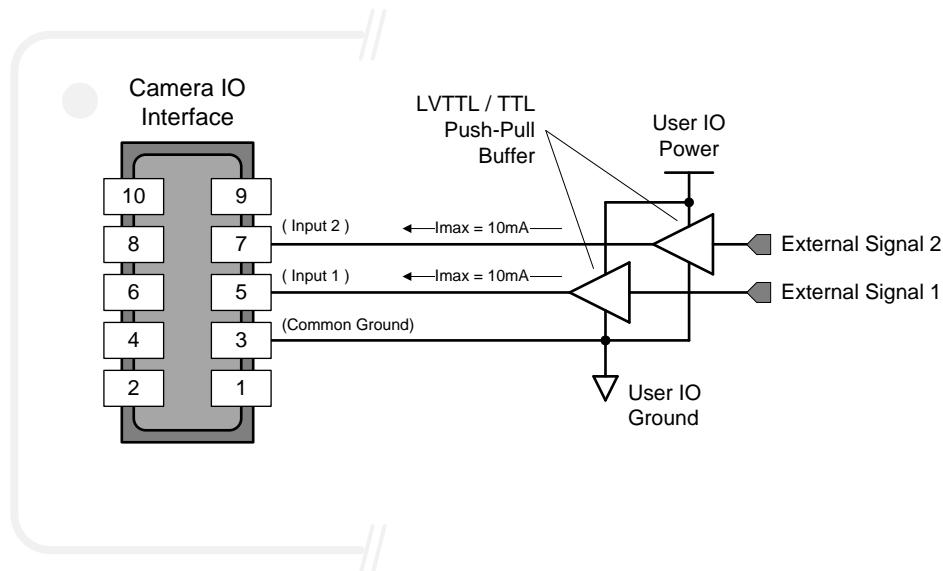 Camera IO
Interface
LVTTL / TTL
Push-Pull
Buffer
User IO
Power
10
9
( Input 2 )
Imax = 10mA
8
7
External Signal 2
( Input 1 )
Imax = 10mA
6
5
External Signal 1
(Common Ground)
4
3
2
1
User IO
Ground